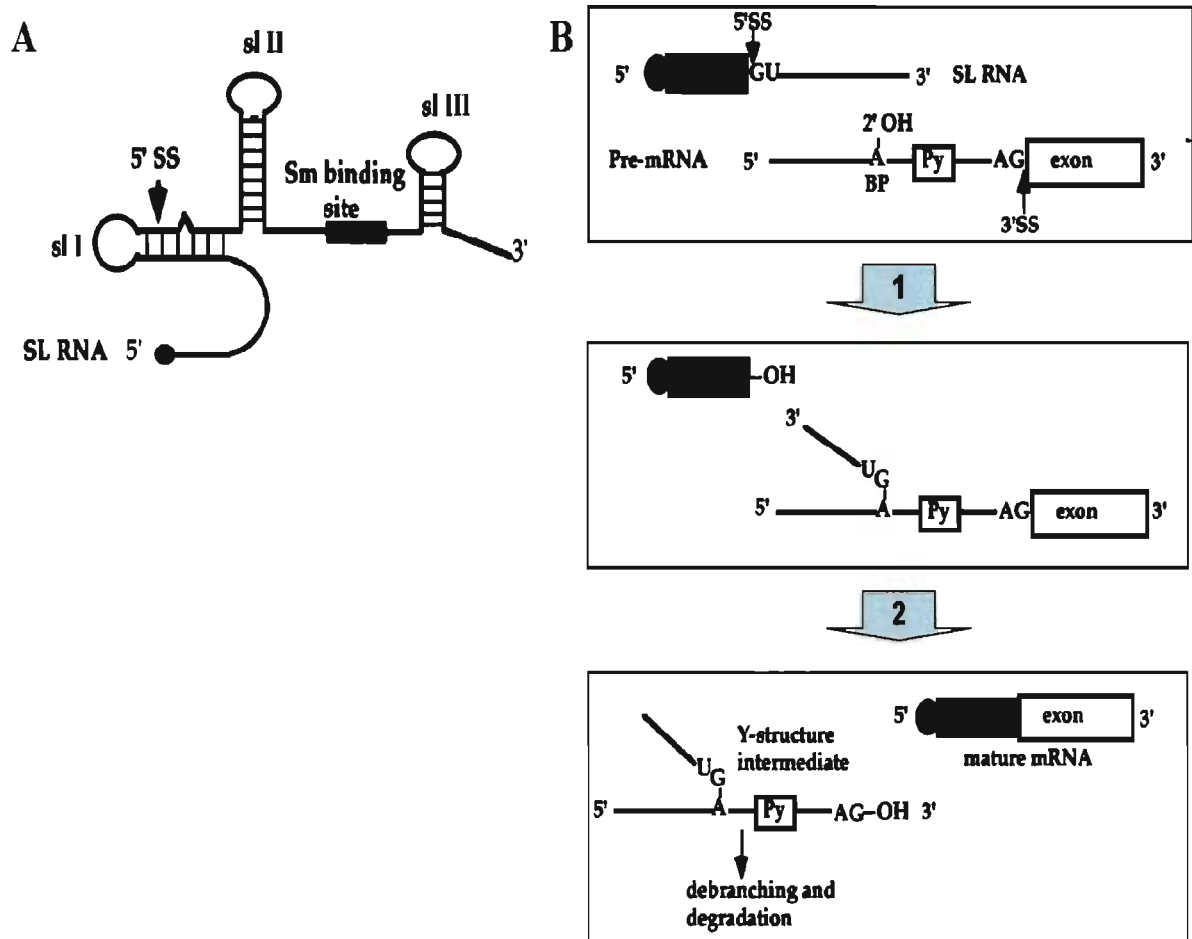 A
sl II
sl III
5' SS
Sm binding
site
sl I
3'
SL RNA 5'
B
5'SS
5' GU 3' SL RNA
2' OH
Pre-mRNA 5' A Py AG exon 3'
BP
3'SS
1
5' -OH
3'
U
G
5' A Py AG exon 3'
2
5' exon 3'
mature mRNA
Y-structure
intermediate
U
G
5' A Py AG-OH 3'
debranching and
degradation